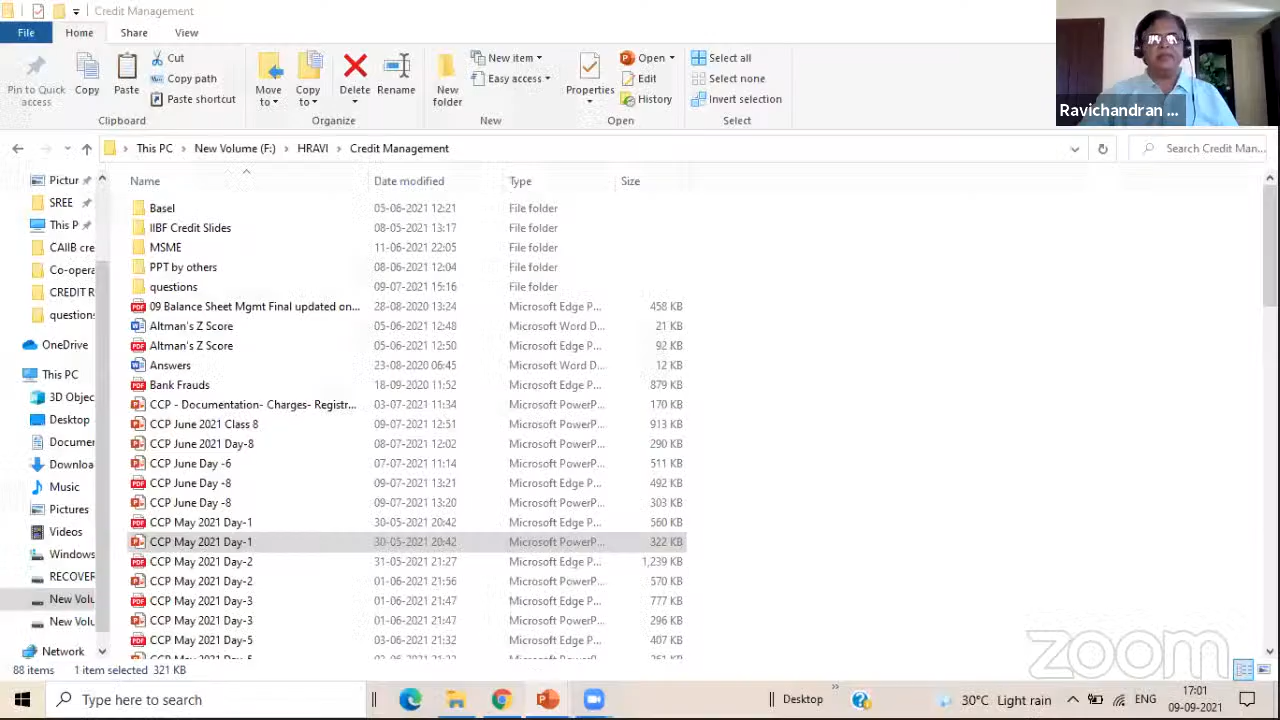 Credit Management
File Home Share View
Pin to Quick access
Copy
Paste
Cut
Copy path
Paste shortcut
Clipboard
Move to
Copy to
Delete
Rename
Organize
New folder
New item
Easy access
New
Properties
Open
Edit
History
Open
Select all
Select none
Invert selection
Select
Ravichandran ...
This PC > New Volume (F:) > HRAVI > Credit Management
Search Credit Man...
Name Date modified Type Size
Pictur
SREE
This P
CAIIB cre
Co-opera
CREDIT R
questions
OneDrive
This PC
3D Objec
Desktop
Docume
Downloa
Music
Pictures
Videos
Windows
RECOVER
New Volu
New Volu
Network
Basel 05-06-2021 12:21 File folder
IIBF Credit Slides 08-05-2021 13:17 File folder
MSME 11-06-2021 22:05 File folder
PPT by others 08-06-2021 12:04 File folder
questions 09-07-2021 15:16 File folder
09 Balance Sheet Mgmt Final updated on... 28-08-2020 13:24 Microsoft Edge P... 458 KB
Altman's Z Score 05-06-2021 12:48 Microsoft Word D... 21 KB
Altman's Z Score 05-06-2021 12:50 Microsoft Edge P... 92 KB
Answers 23-08-2020 06:45 Microsoft Word D... 12 KB
Bank Frauds 18-09-2020 11:52 Microsoft Edge P... 879 KB
CCP - Documentation- Charges- Registr... 03-07-2021 11:34 Microsoft PowerP... 170 KB
CCP June 2021 Class 8 09-07-2021 12:51 Microsoft PowerP... 913 KB
CCP June 2021 Day-8 08-07-2021 12:02 Microsoft PowerP... 290 KB
CCP June Day -6 07-07-2021 11:14 Microsoft PowerP... 511 KB
CCP June Day -8 09-07-2021 13:21 Microsoft Edge P... 492 KB
CCP June Day -8 09-07-2021 13:20 Microsoft PowerP... 303 KB
CCP May 2021 Day-1 30-05-2021 20:42 Microsoft Edge P... 560 KB
CCP May 2021 Day-1 30-05-2021 20:42 Microsoft PowerP... 322 KB
CCP May 2021 Day-2 31-05-2021 21:27 Microsoft Edge P... 1,239 KB
CCP May 2021 Day-2 01-06-2021 21:56 Microsoft PowerP... 570 KB
CCP May 2021 Day-3 01-06-2021 21:47 Microsoft Edge P... 777 KB
CCP May 2021 Day-3 01-06-2021 21:47 Microsoft PowerP... 296 KB
CCP May 2021 Day-5 03-06-2021 21:32 Microsoft Edge P... 407 KB
zoom
88 items 1 item selected 321 KB
Type here to search
Desktop
30°C Light rain
ENG
17:01
09-09-2021